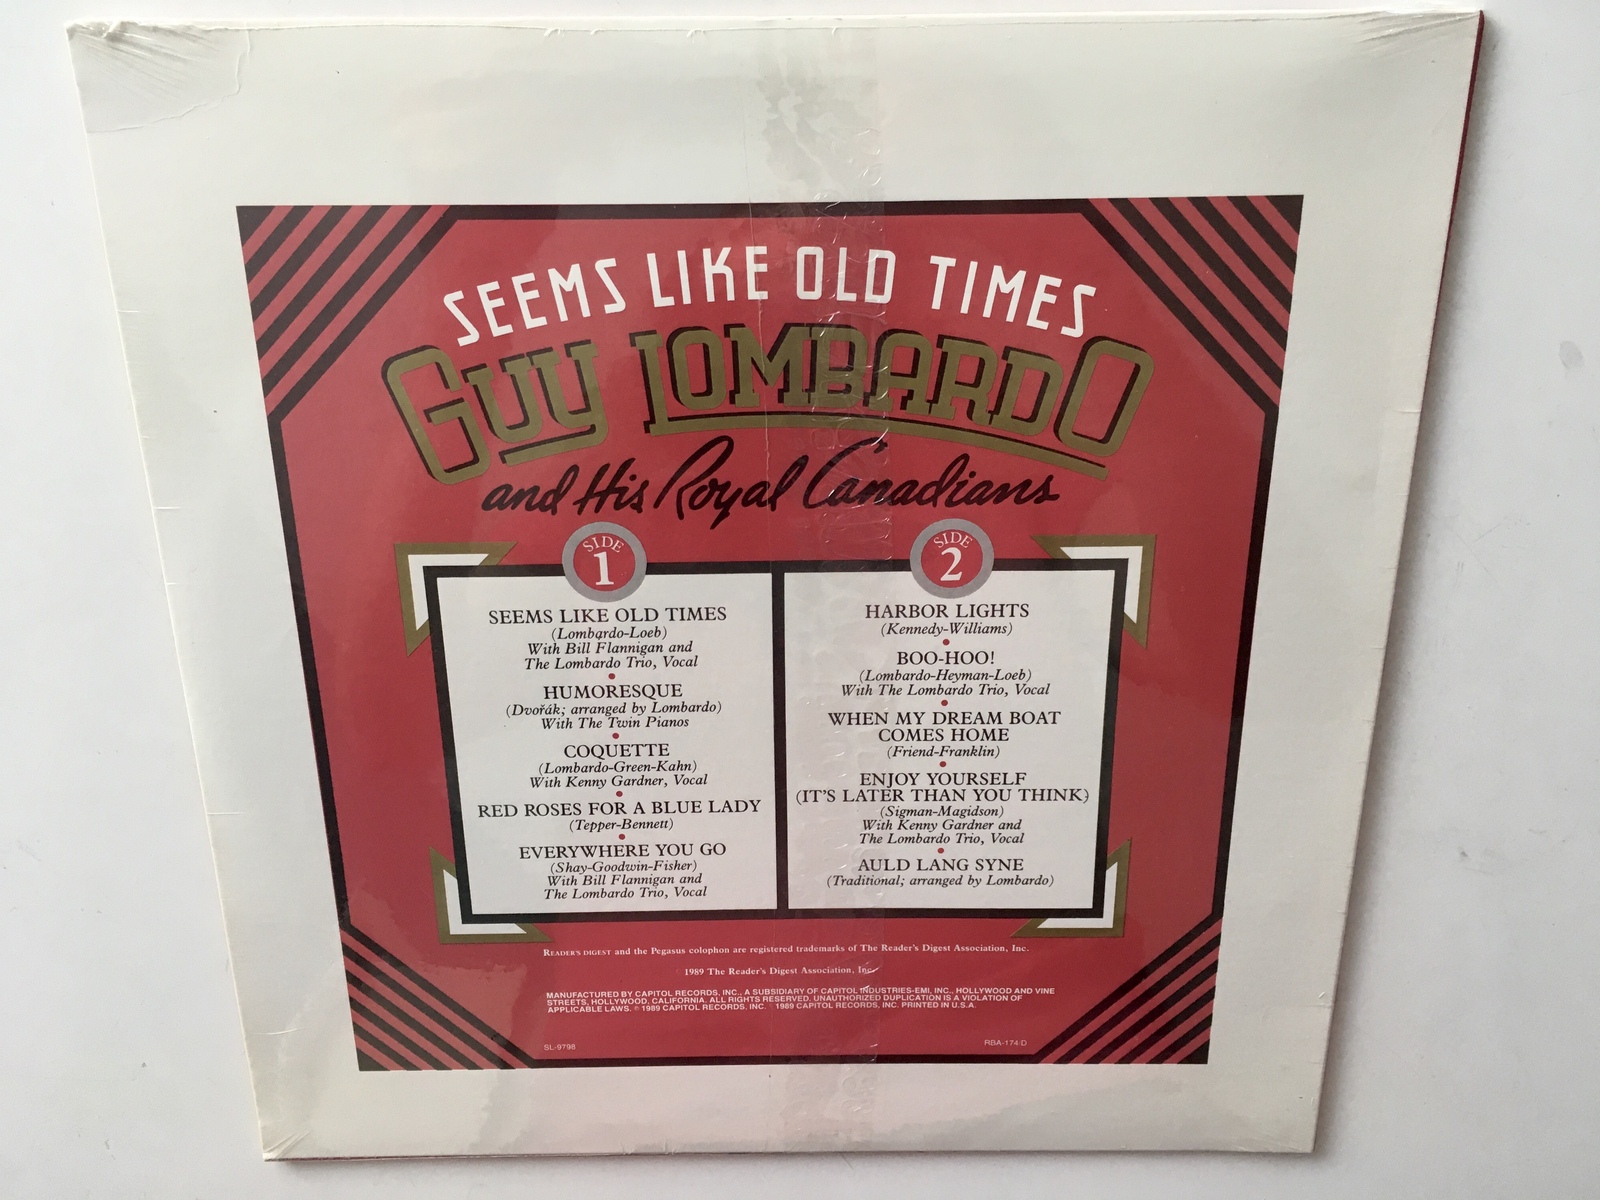 SEEMS LIKE OLD TIMES
GUY LOMBARDO
and His Royal Canadians
SIDE
1
SEEMS LIKE OLD TIMES
(Lombardo-Loeb)
With Bill Flannigan and
The Lombardo Trio, Vocal
HUMORESQUE
(Dvořák; arranged by Lombardo)
With The Twin Pianos
COQUETTE
(Lombardo-Green-Kahn)
With Kenny Gardner, Vocal
RED ROSES FOR A BLUE LADY
(Tepper-Bennett)
EVERYWHERE YOU GO
(Shay-Goodwin-Fisher)
With Bill Flannigan and
The Lombardo Trio, Vocal
SIDE
2
HARBOR LIGHTS
(Kennedy-Williams)
BOO-HOO!
(Lombardo-Heyman-Loeb)
With The Lombardo Trio, Vocal
WHEN MY DREAM BOAT
COMES HOME
(Friend-Franklin)
ENJOY YOURSELF
(IT'S LATER THAN YOU THINK)
(Sigman-Magidson)
With Kenny Gardner and
The Lombardo Trio, Vocal
AULD LANG SYNE
(Traditional; arranged by Lombardo)
READER'S DIGEST and the Pegasus colophon are registered trademarks of The Reader's Digest Association, Inc.
1989 The Reader's Digest Association, Inc.
MANUFACTURED BY CAPITOL RECORDS, INC., A SUBSIDIARY OF CAPITOL INDUSTRIES-EMI, INC., HOLLYWOOD AND VINE
STREETS, HOLLYWOOD, CALIFORNIA. ALL RIGHTS RESERVED. UNAUTHORIZED DUPLICATION IS A VIOLATION OF
APPLICABLE LAWS. ℗ 1989 CAPITOL RECORDS, INC. 1989 CAPITOL RECORDS, INC. PRINTED IN U.S.A.
SL-9798
RBA-174/D